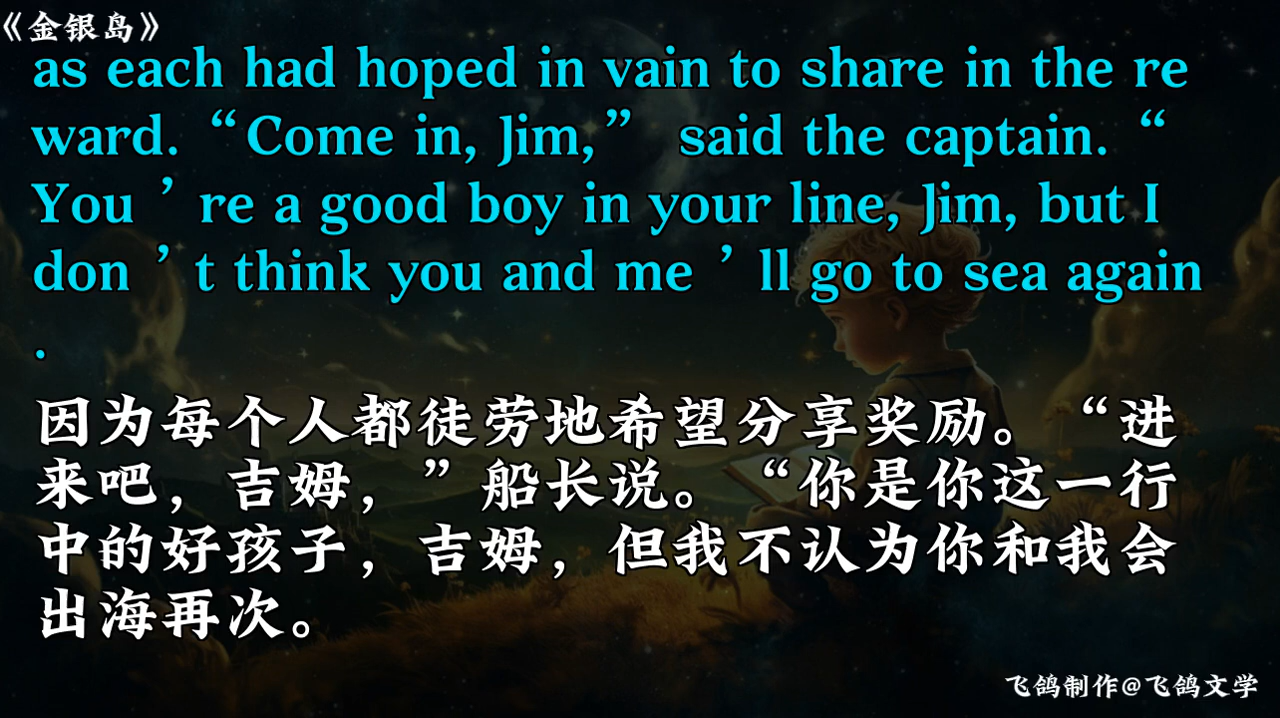 《金银岛》
as each had hoped in vain to share in the re
ward. “Come in, Jim,” said the captain. “
You ’ re a good boy in your line, Jim, but I
don ’ t think you and me ’ ll go to sea again
.
因为每个人都徒劳地希望分享奖励。“进
来吧，吉姆，”船长说。“你是你这一行
中的好孩子，吉姆，但我不认为你和我会
出海再次。
飞鸽制作@飞鸽文学